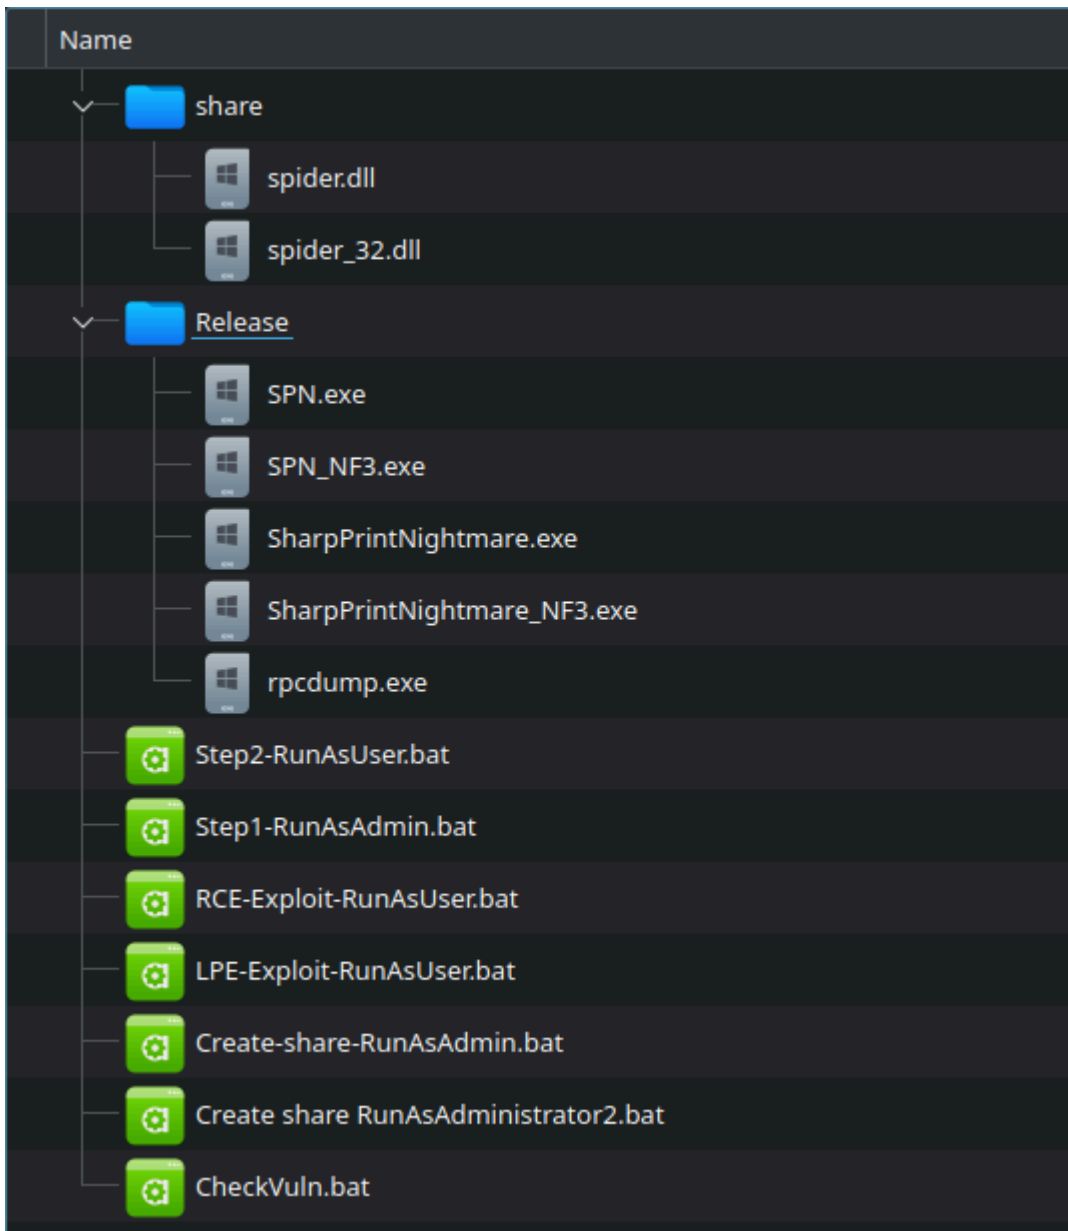 Name
share
spider.dll
spider_32.dll
Release
SPN.exe
SPN_NF3.exe
SharpPrintNightmare.exe
SharpPrintNightmare_NF3.exe
rpcdump.exe
Step2-RunAsUser.bat
Step1-RunAsAdmin.bat
RCE-Exploit-RunAsUser.bat
LPE-Exploit-RunAsUser.bat
Create-share-RunAsAdmin.bat
Create share RunAsAdministrator2.bat
CheckVuln.bat